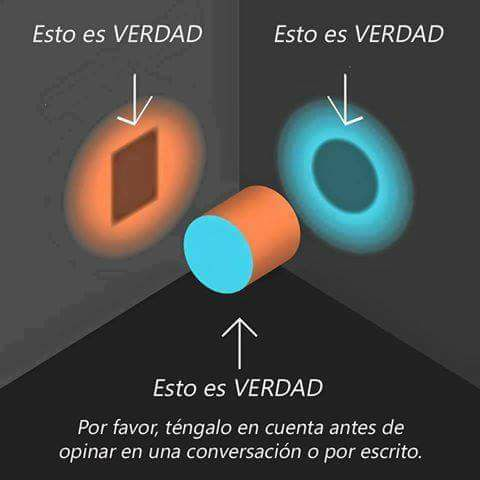 Esto es VERDAD
Esto es VERDAD
Esto es VERDAD
Por favor, téngalo en cuenta antes de
opinar en una conversación o por escrito.